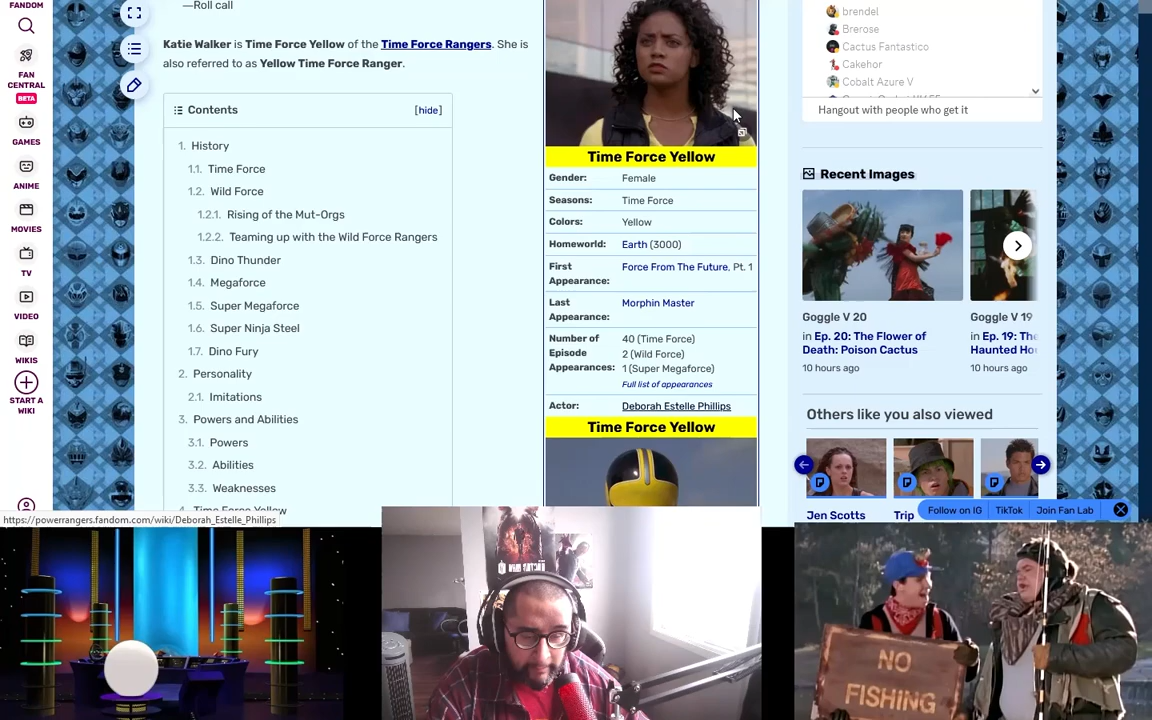 FANDOM
FAN
CENTRAL
BETA
GAMES
ANIME
MOVIES
TV
VIDEO
WIKIS
START A
WIKI
—Roll call
Katie Walker is Time Force Yellow of the Time Force Rangers. She is
also referred to as Yellow Time Force Ranger.
Contents [hide]
1. History
1.1. Time Force
1.2. Wild Force
1.2.1. Rising of the Mut-Orgs
1.2.2. Teaming up with the Wild Force Rangers
1.3. Dino Thunder
1.4. Megaforce
1.5. Super Megaforce
1.6. Super Ninja Steel
1.7. Dino Fury
2. Personality
2.1. Imitations
3. Powers and Abilities
3.1. Powers
3.2. Abilities
3.3. Weaknesses
4. Time Force Yellow
https://powerrangers.fandom.com/wiki/Deborah_Estelle_Phillips
Time Force Yellow
Gender: Female
Seasons: Time Force
Colors: Yellow
Homeworld: Earth (3000)
First Force From The Future, Pt. 1
Appearance:
Last Morphin Master
Appearance:
Number of 40 (Time Force)
Episode 2 (Wild Force)
Appearances: 1 (Super Megaforce)
Full list of appearances
Actor: Deborah Estelle Phillips
Time Force Yellow
brendel
Berose
Cactus Fantastico
Cakehor
Cobalt Azure V
Hangout with people who get it
Recent Images
Goggle V 20
in Ep. 20: The Flower of
Death: Poison Cactus
10 hours ago
Goggle V 19
in Ep. 19: The
Haunted Ho
10 hours ago
Others like you also viewed
Jen Scotts
Trip
Follow on IG TikTok Join Fan Lab
NO
FISHING